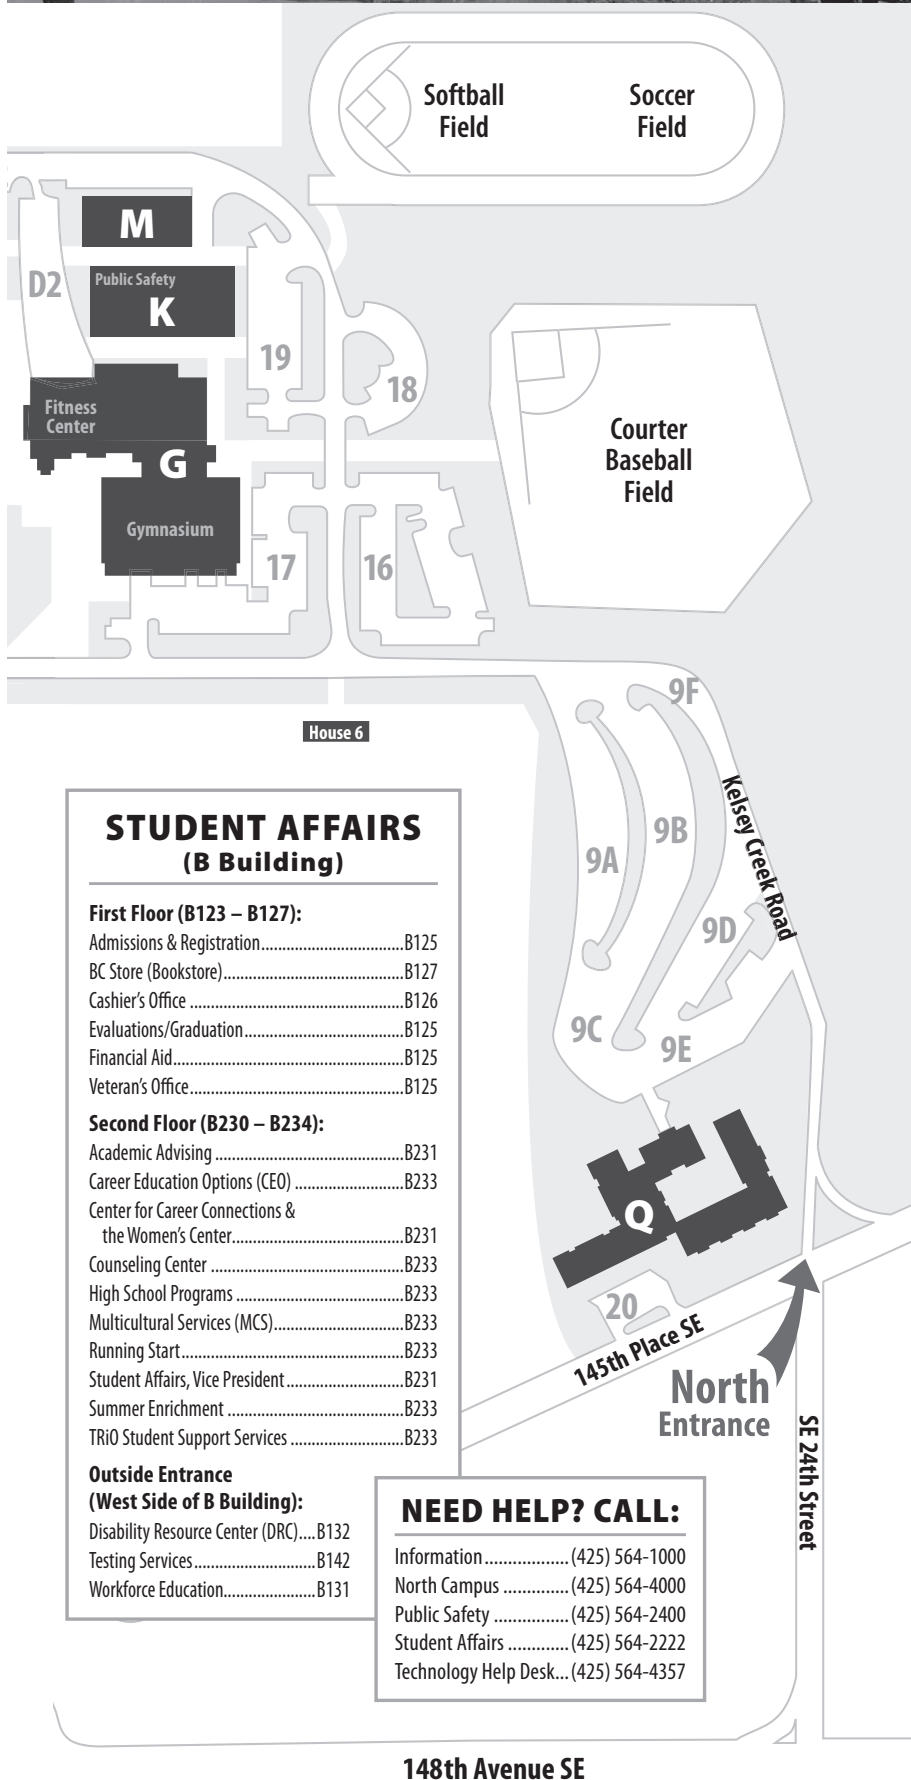 Softball
Field
Soccer
Field
M
D2
Public Safety
K
19
18
Fitness
Center
G
Gymnasium
Courter
Baseball
Field
17
16
9F
House 6
Kelsey Creek Road
9B
9A
9D
9C
9E
Q
20
145th Place SE
North
Entrance
SE 24th Street
STUDENT AFFAIRS
(B Building)
First Floor (B123 – B127):
Admissions & Registration..................................B125
BC Store (Bookstore)...........................................B127
Cashier's Office ...................................................B126
Evaluations/Graduation......................................B125
Financial Aid.......................................................B125
Veteran's Office...................................................B125
Second Floor (B230 – B234):
Academic Advising .............................................B231
Career Education Options (CEO) ..........................B233
Center for Career Connections &
the Women's Center.........................................B231
Counseling Center ..............................................B233
High School Programs ........................................B233
Multicultural Services (MCS)...............................B233
Running Start.....................................................B233
Student Affairs, Vice President............................B231
Summer Enrichment ..........................................B233
TRiO Student Support Services ...........................B233
Outside Entrance
(West Side of B Building):
Disability Resource Center (DRC)....B132
Testing Services.............................B142
Workforce Education......................B131
NEED HELP? CALL:
Information.................(425) 564-1000
North Campus ..............(425) 564-4000
Public Safety ................(425) 564-2400
Student Affairs .............(425) 564-2222
Technology Help Desk...(425) 564-4357
148th Avenue SE